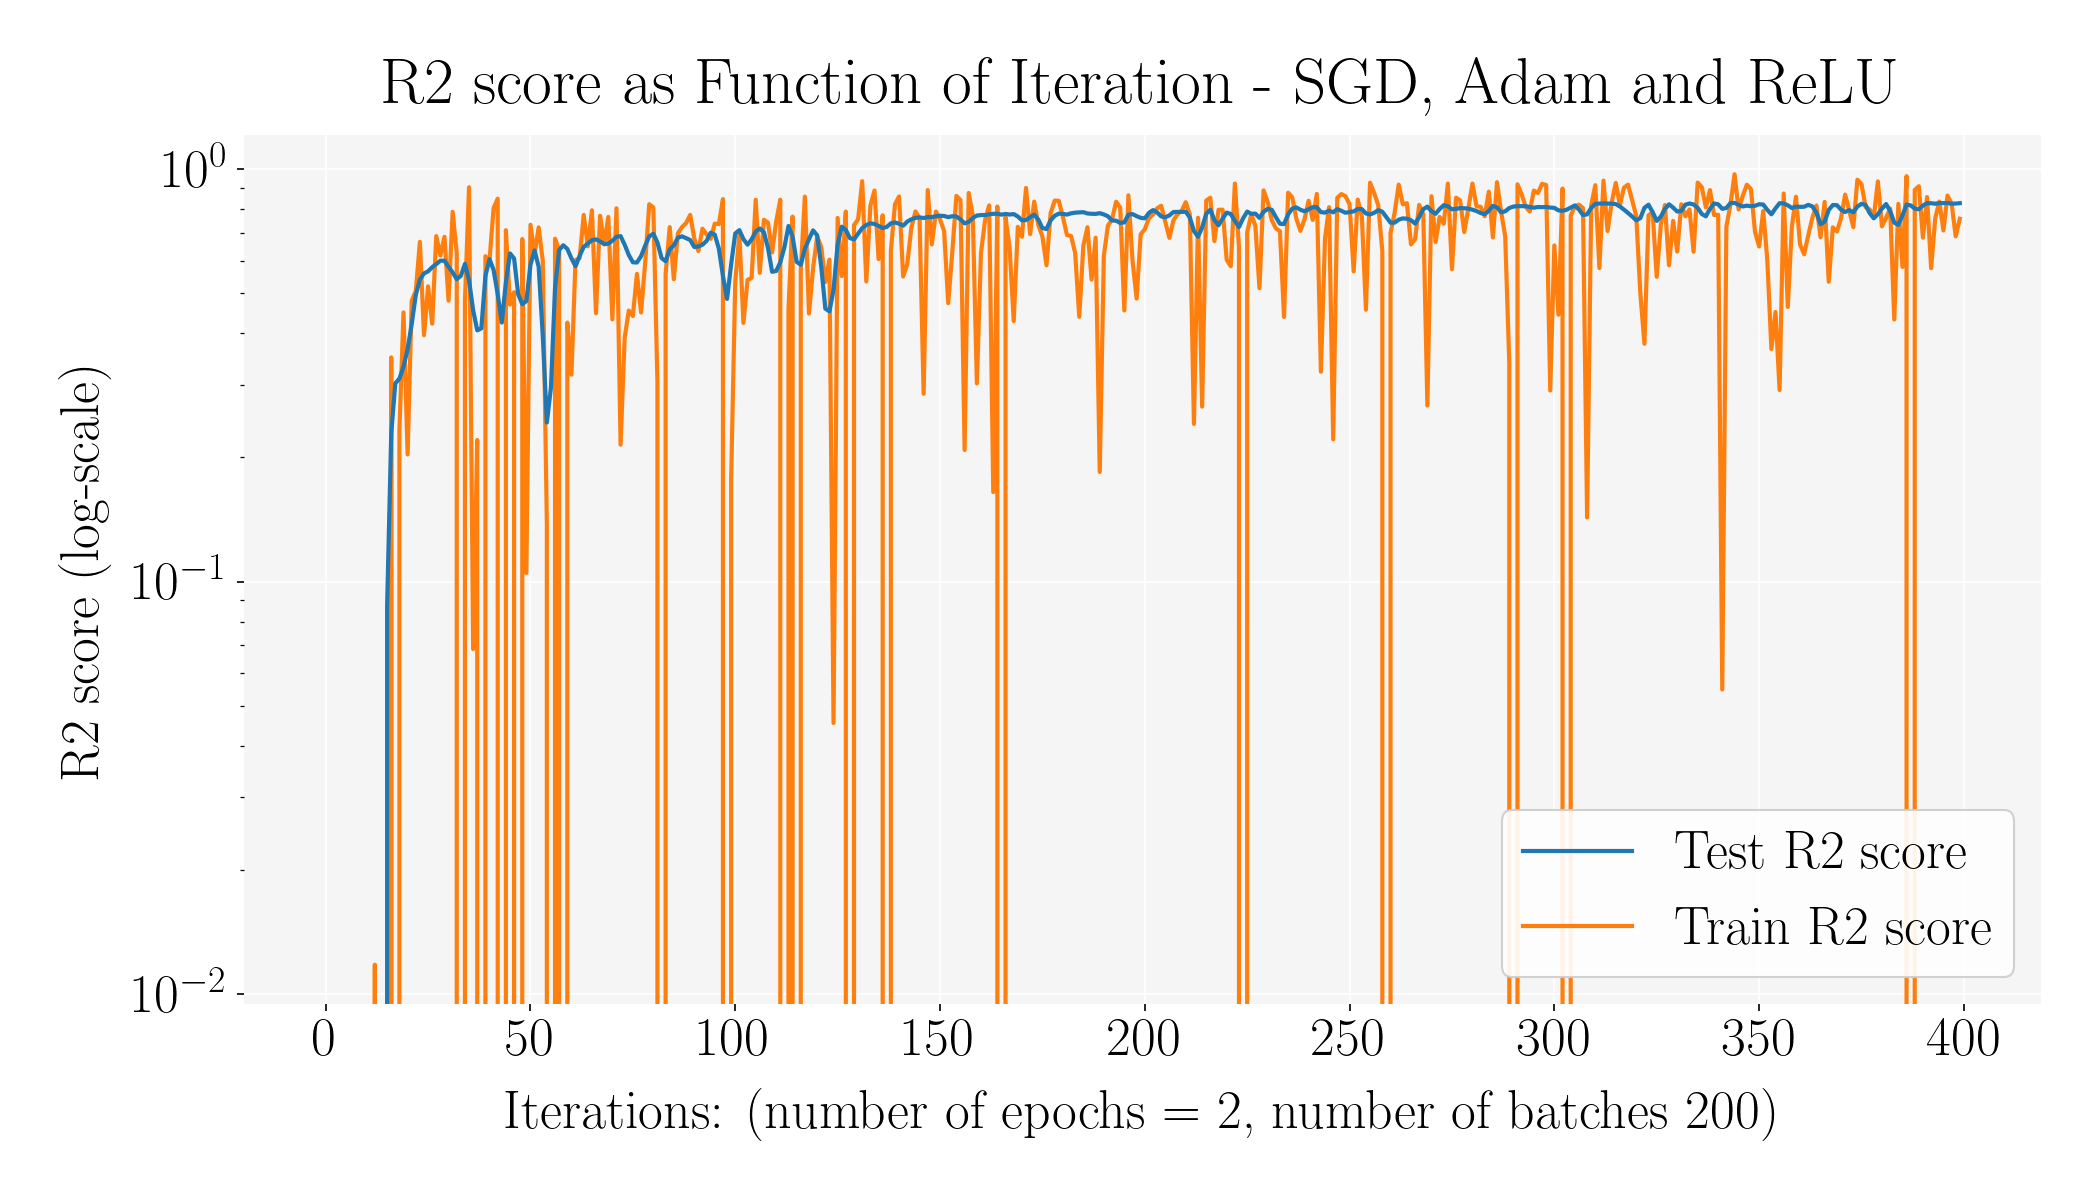 R2 score as Function of Iteration - SGD, Adam and ReLU
R2 score (log-scale)
10⁰
10⁻¹
10⁻²
0 50 100 150 200 250 300 350 400
Test R2 score
Train R2 score
Iterations: (number of epochs = 2, number of batches 200)